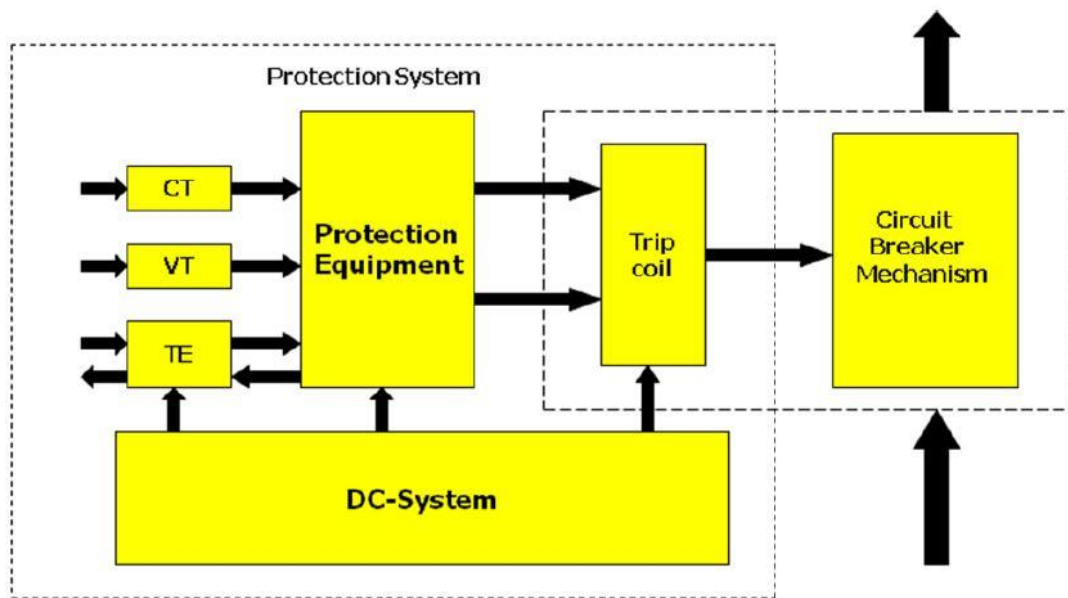 Protection System
CT
VT
TE
Protection
Equipment
Trip
coil
Circuit
Breaker
Mechanism
DC-System